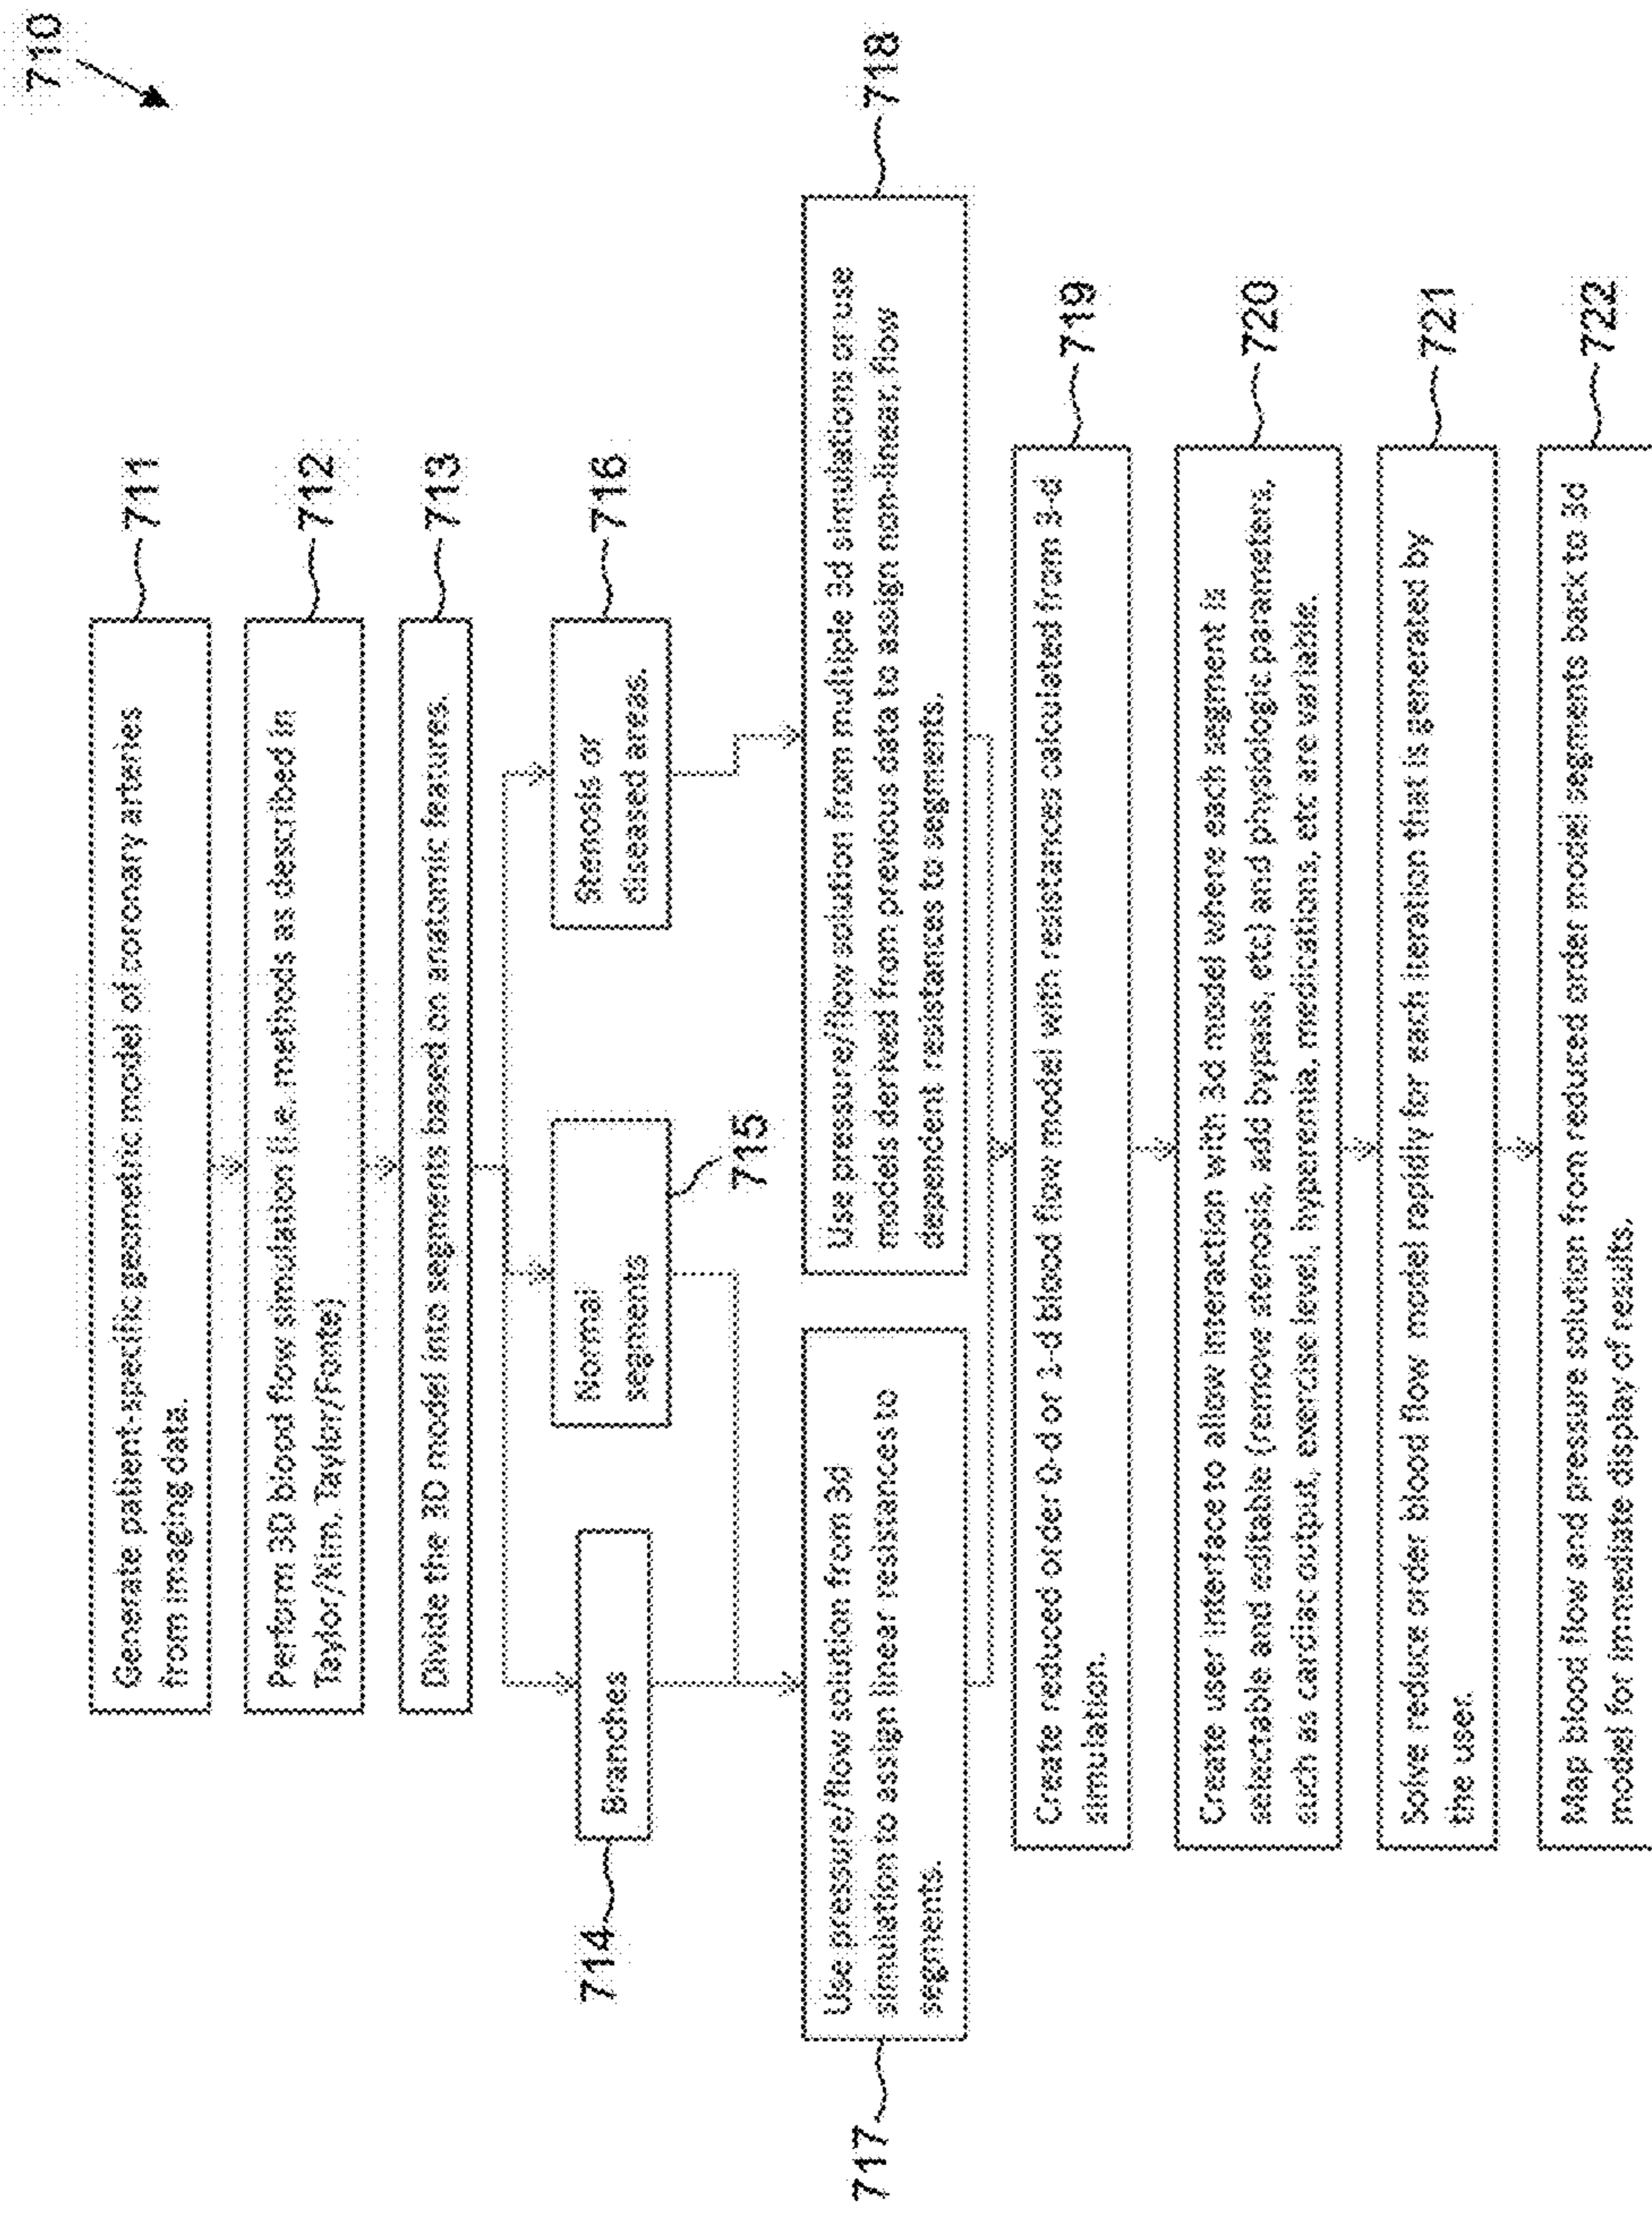 710
Generate patient-specific geometric model of coronary arteries
from imaging data.
711
Perform 3D blood flow simulation (i.e. methods as described in
Taylor/Kim, Taylor/Fonte)
712
Divide the 3D model into segments based on anatomic features.
713
714
Branches
Normal
segments
715
Stenosis or
diseased areas.
716
717
Use pressure/flow solution from 3d
simulation to assign linear resistances to
segments.
Use pressure/flow solution from multiple 3d simulations or use
models derived from previous data to assign non-linear, flow
dependent resistances to segments.
718
Create reduced order 0-d or 1-d blood flow model with resistances calculated from 3-d
simulation.
719
Create user interface to allow interaction with 3d model where each segment is
selectable and editable (remove stenosis, add bypass, etc) and physiologic parameters,
such as cardiac output, exercise level, hyperemia, medications, etc are variable.
720
Solve reduce order blood flow model rapidly for each iteration that is generated by
the user.
721
Map blood flow and pressure solution from reduced order model segments back to 3d
model for immediate display of results.
722